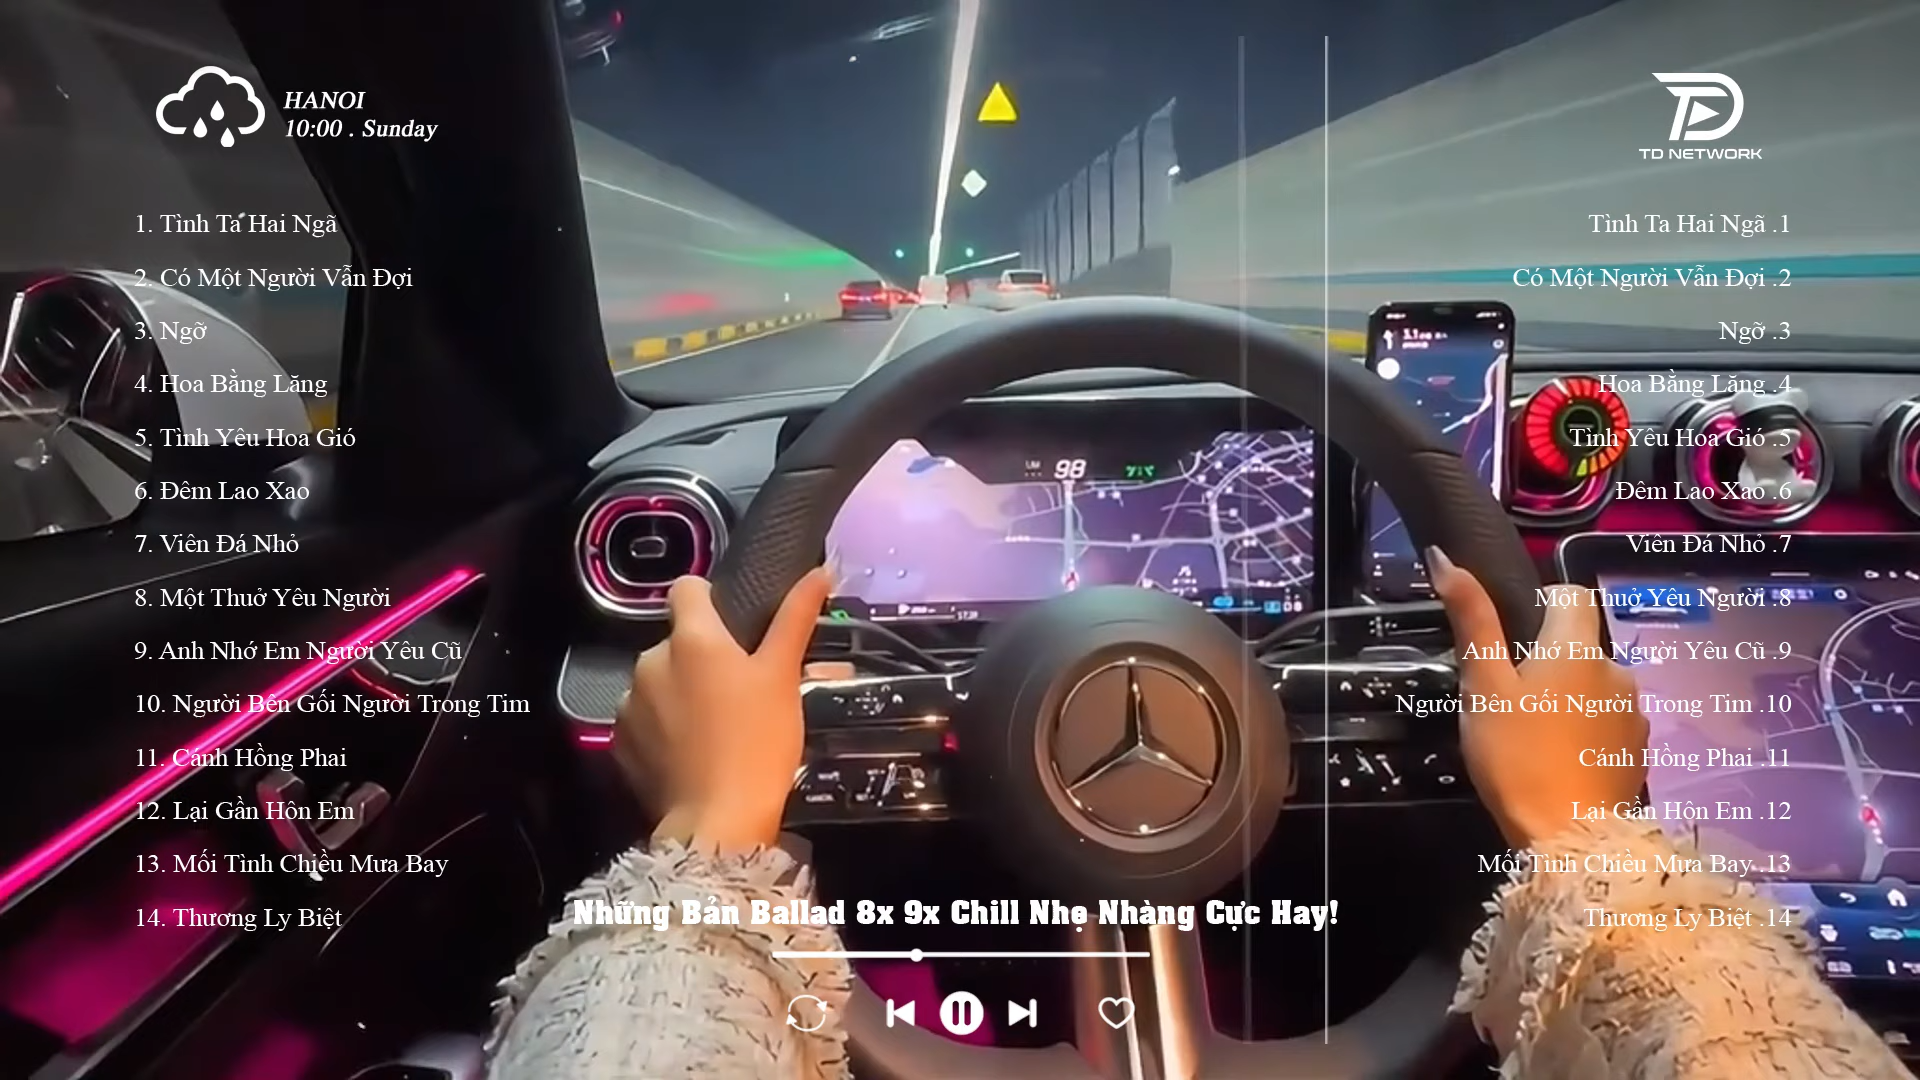 HANOI
10:00 . Sunday
TD NETWORK
1. Tình Ta Hai Ngã
2. Có Một Người Vẫn Đợi
3. Ngỡ
4. Hoa Bằng Lăng
5. Tình Yêu Hoa Gió
6. Đêm Lao Xao
7. Viên Đá Nhỏ
8. Một Thuở Yêu Người
9. Anh Nhớ Em Người Yêu Cũ
10. Người Bên Gối Người Trong Tim
11. Cánh Hồng Phai
12. Lại Gần Hôn Em
13. Mối Tình Chiều Mưa Bay
14. Thương Ly Biệt
Tình Ta Hai Ngã .1
Có Một Người Vẫn Đợi .2
Ngỡ .3
Hoa Bằng Lăng .4
Tình Yêu Hoa Gió .5
Đêm Lao Xao .6
Viên Đá Nhỏ .7
Một Thuở Yêu Người .8
Anh Nhớ Em Người Yêu Cũ .9
Người Bên Gối Người Trong Tim .10
Cánh Hồng Phai .11
Lại Gần Hôn Em .12
Mối Tình Chiều Mưa Bay .13
Thương Ly Biệt .14
98
Những Bản Ballad 8x 9x Chill Nhẹ Nhàng Cực Hay!